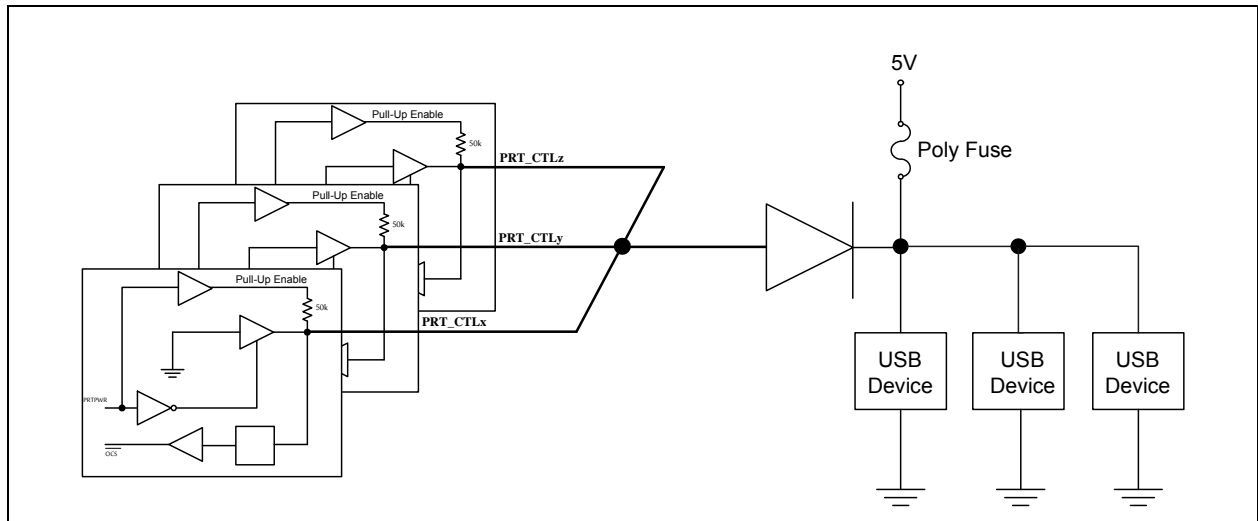 5V
Poly Fuse
Pull-Up Enable
50k
PRT_CTLz
Pull-Up Enable
50k
PRT_CTLy
Pull-Up Enable
50k
PRT_CTLx
PRTPWR
OCS
USB
Device
USB
Device
USB
Device